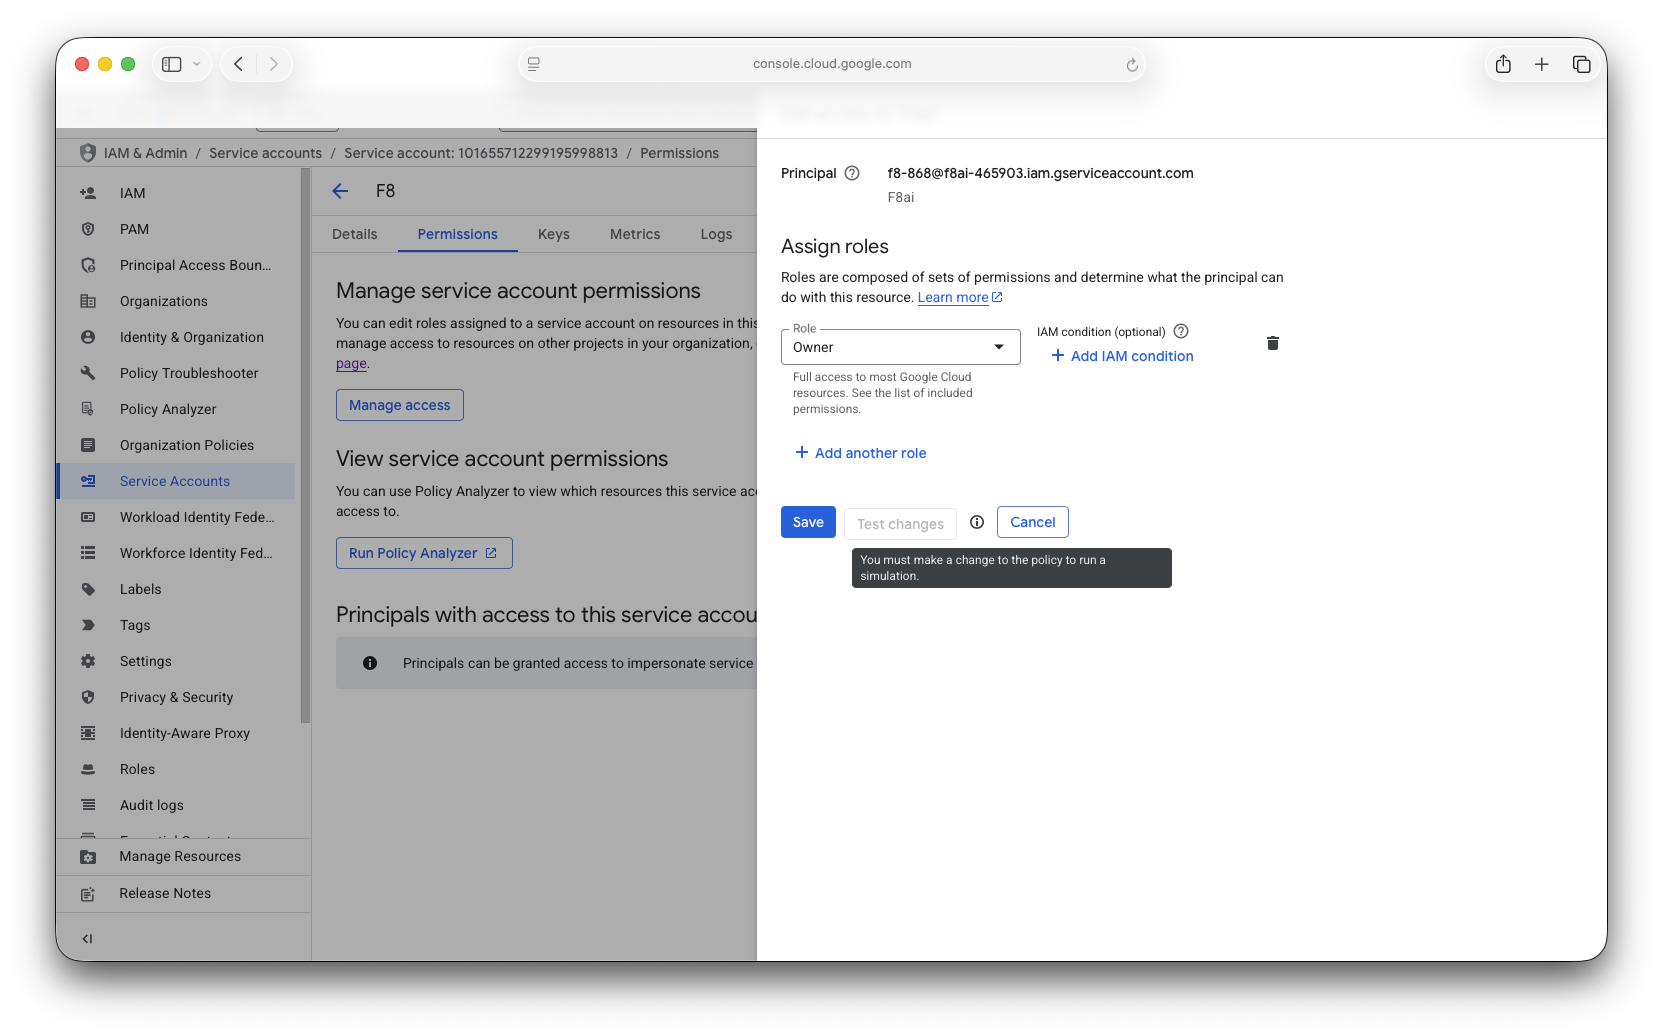 console.cloud.google.com
IAM & Admin / Service accounts / Service account: 101655712299195998813 / Permissions
IAM
PAM
Principal Access Boun...
Organizations
Identity & Organization
Policy Troubleshooter
Policy Analyzer
Organization Policies
Service Accounts
Workload Identity Fede...
Workforce Identity Fed...
Labels
Tags
Settings
Privacy & Security
Identity-Aware Proxy
Roles
Audit logs
Manage Resources
Release Notes
F8
Details Permissions Keys Metrics Logs
Manage service account permissions
You can edit roles assigned to a service account on resources in this
manage access to resources on other projects in your organization,
page.
Manage access
View service account permissions
You can use Policy Analyzer to view which resources this service
access to.
Run Policy Analyzer
Principals with access to this service
Principals can be granted access to impersonate service
Principal f8-868@f8ai-465903.iam.gserviceaccount.com
F8ai
Assign roles
Roles are composed of sets of permissions and determine what the principal can
do with this resource. Learn more
Role
Owner
IAM condition (optional)
+ Add IAM condition
Full access to most Google Cloud
resources. See the list of included
permissions.
+ Add another role
Save Test changes Cancel
You must make a change to the policy to run a
simulation.